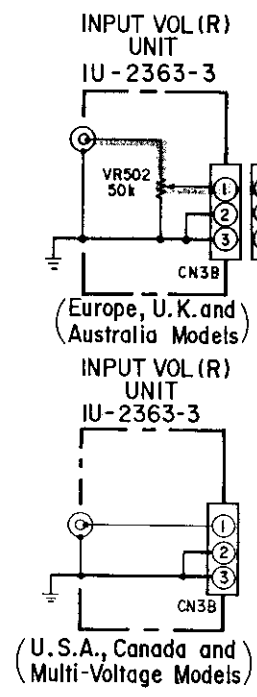 INPUT VOL(R)
UNIT
IU-2363-3
VR502
50k
1
2
3
CN3B
(Europe, U.K. and
Australia Models)
INPUT VOL(R)
UNIT
IU-2363-3
1
2
3
CN3B
(U.S.A., Canada and
Multi-Voltage Models)